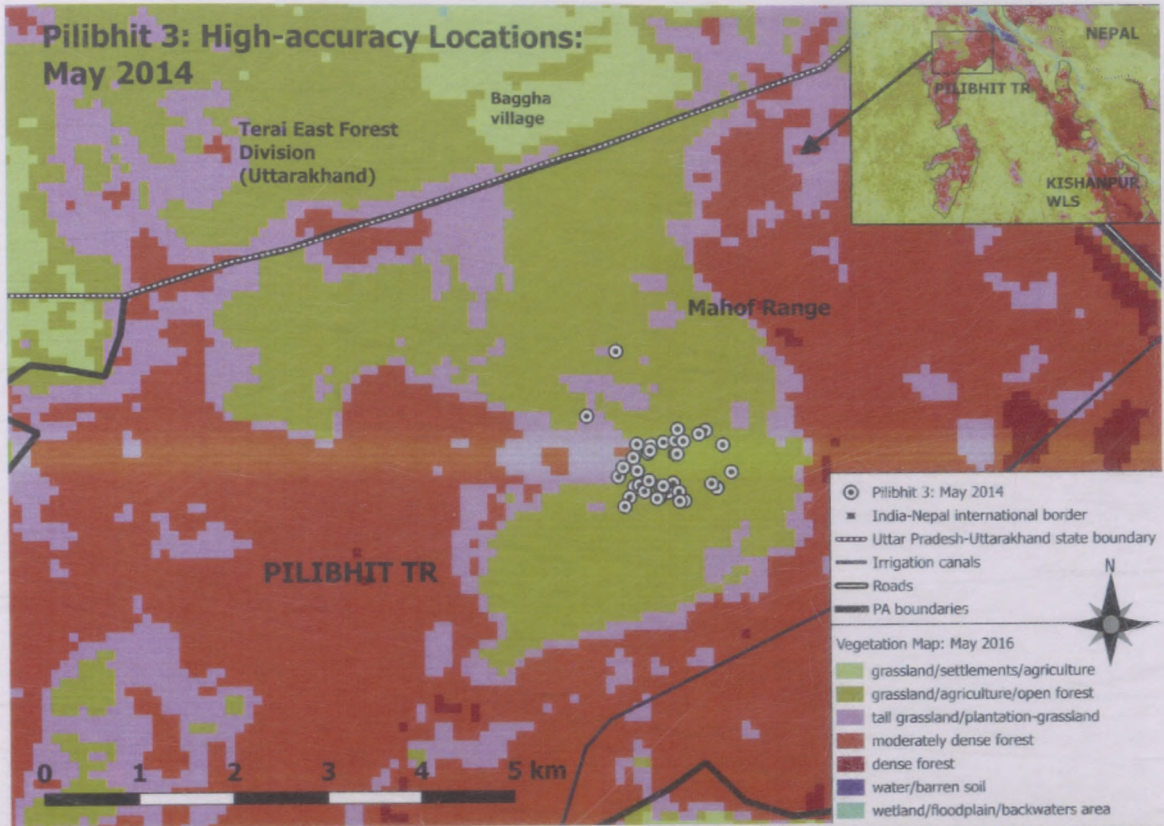 Pilibhit 3: High-accuracy Locations:
May 2014
Baggha
village
Terai East Forest
Division
(Uttarakhand)
NEPAL
PILIBHIT TR
KISHANPUR
WLS
Mahof Range
PILIBHIT TR
0 1 2 3 4 5 km
Pilibhit 3: May 2014
India-Nepal international border
Uttar Pradesh-Uttarakhand state boundary
Irrigation canals
Roads
PA boundaries
N
Vegetation Map: May 2016
grassland/settlements/agriculture
grassland/agriculture/open forest
tall grassland/plantation-grassland
moderately dense forest
dense forest
water/barren soil
wetland/floodplain/backwaters area